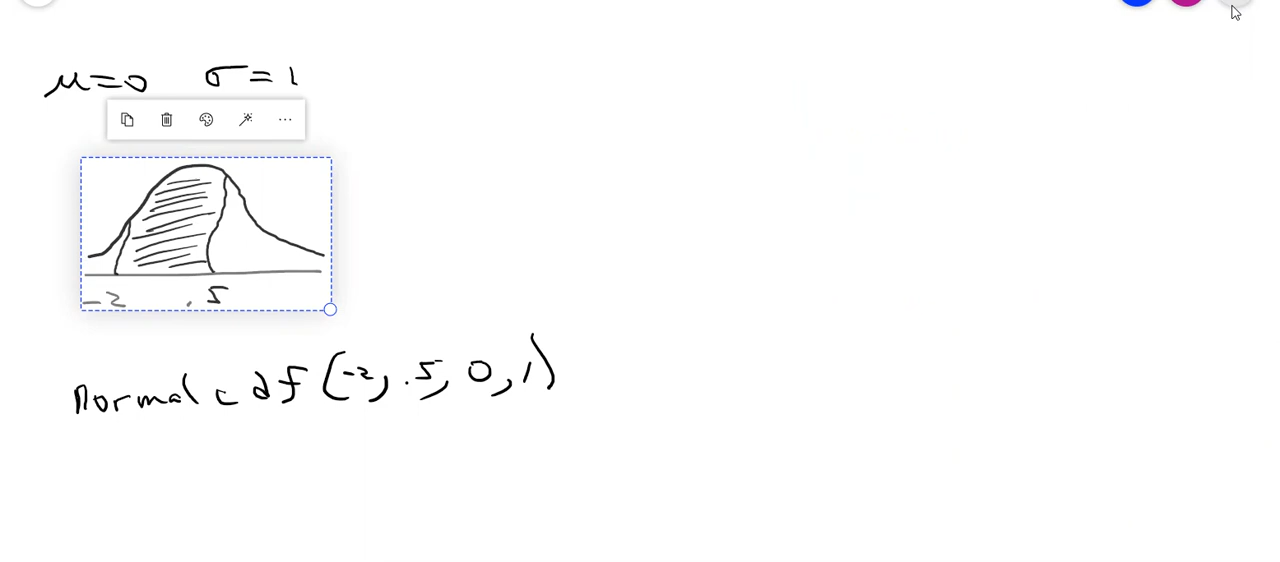 μ=0 σ=1
-2 .5
normalcdf(-2, .5, 0, 1)